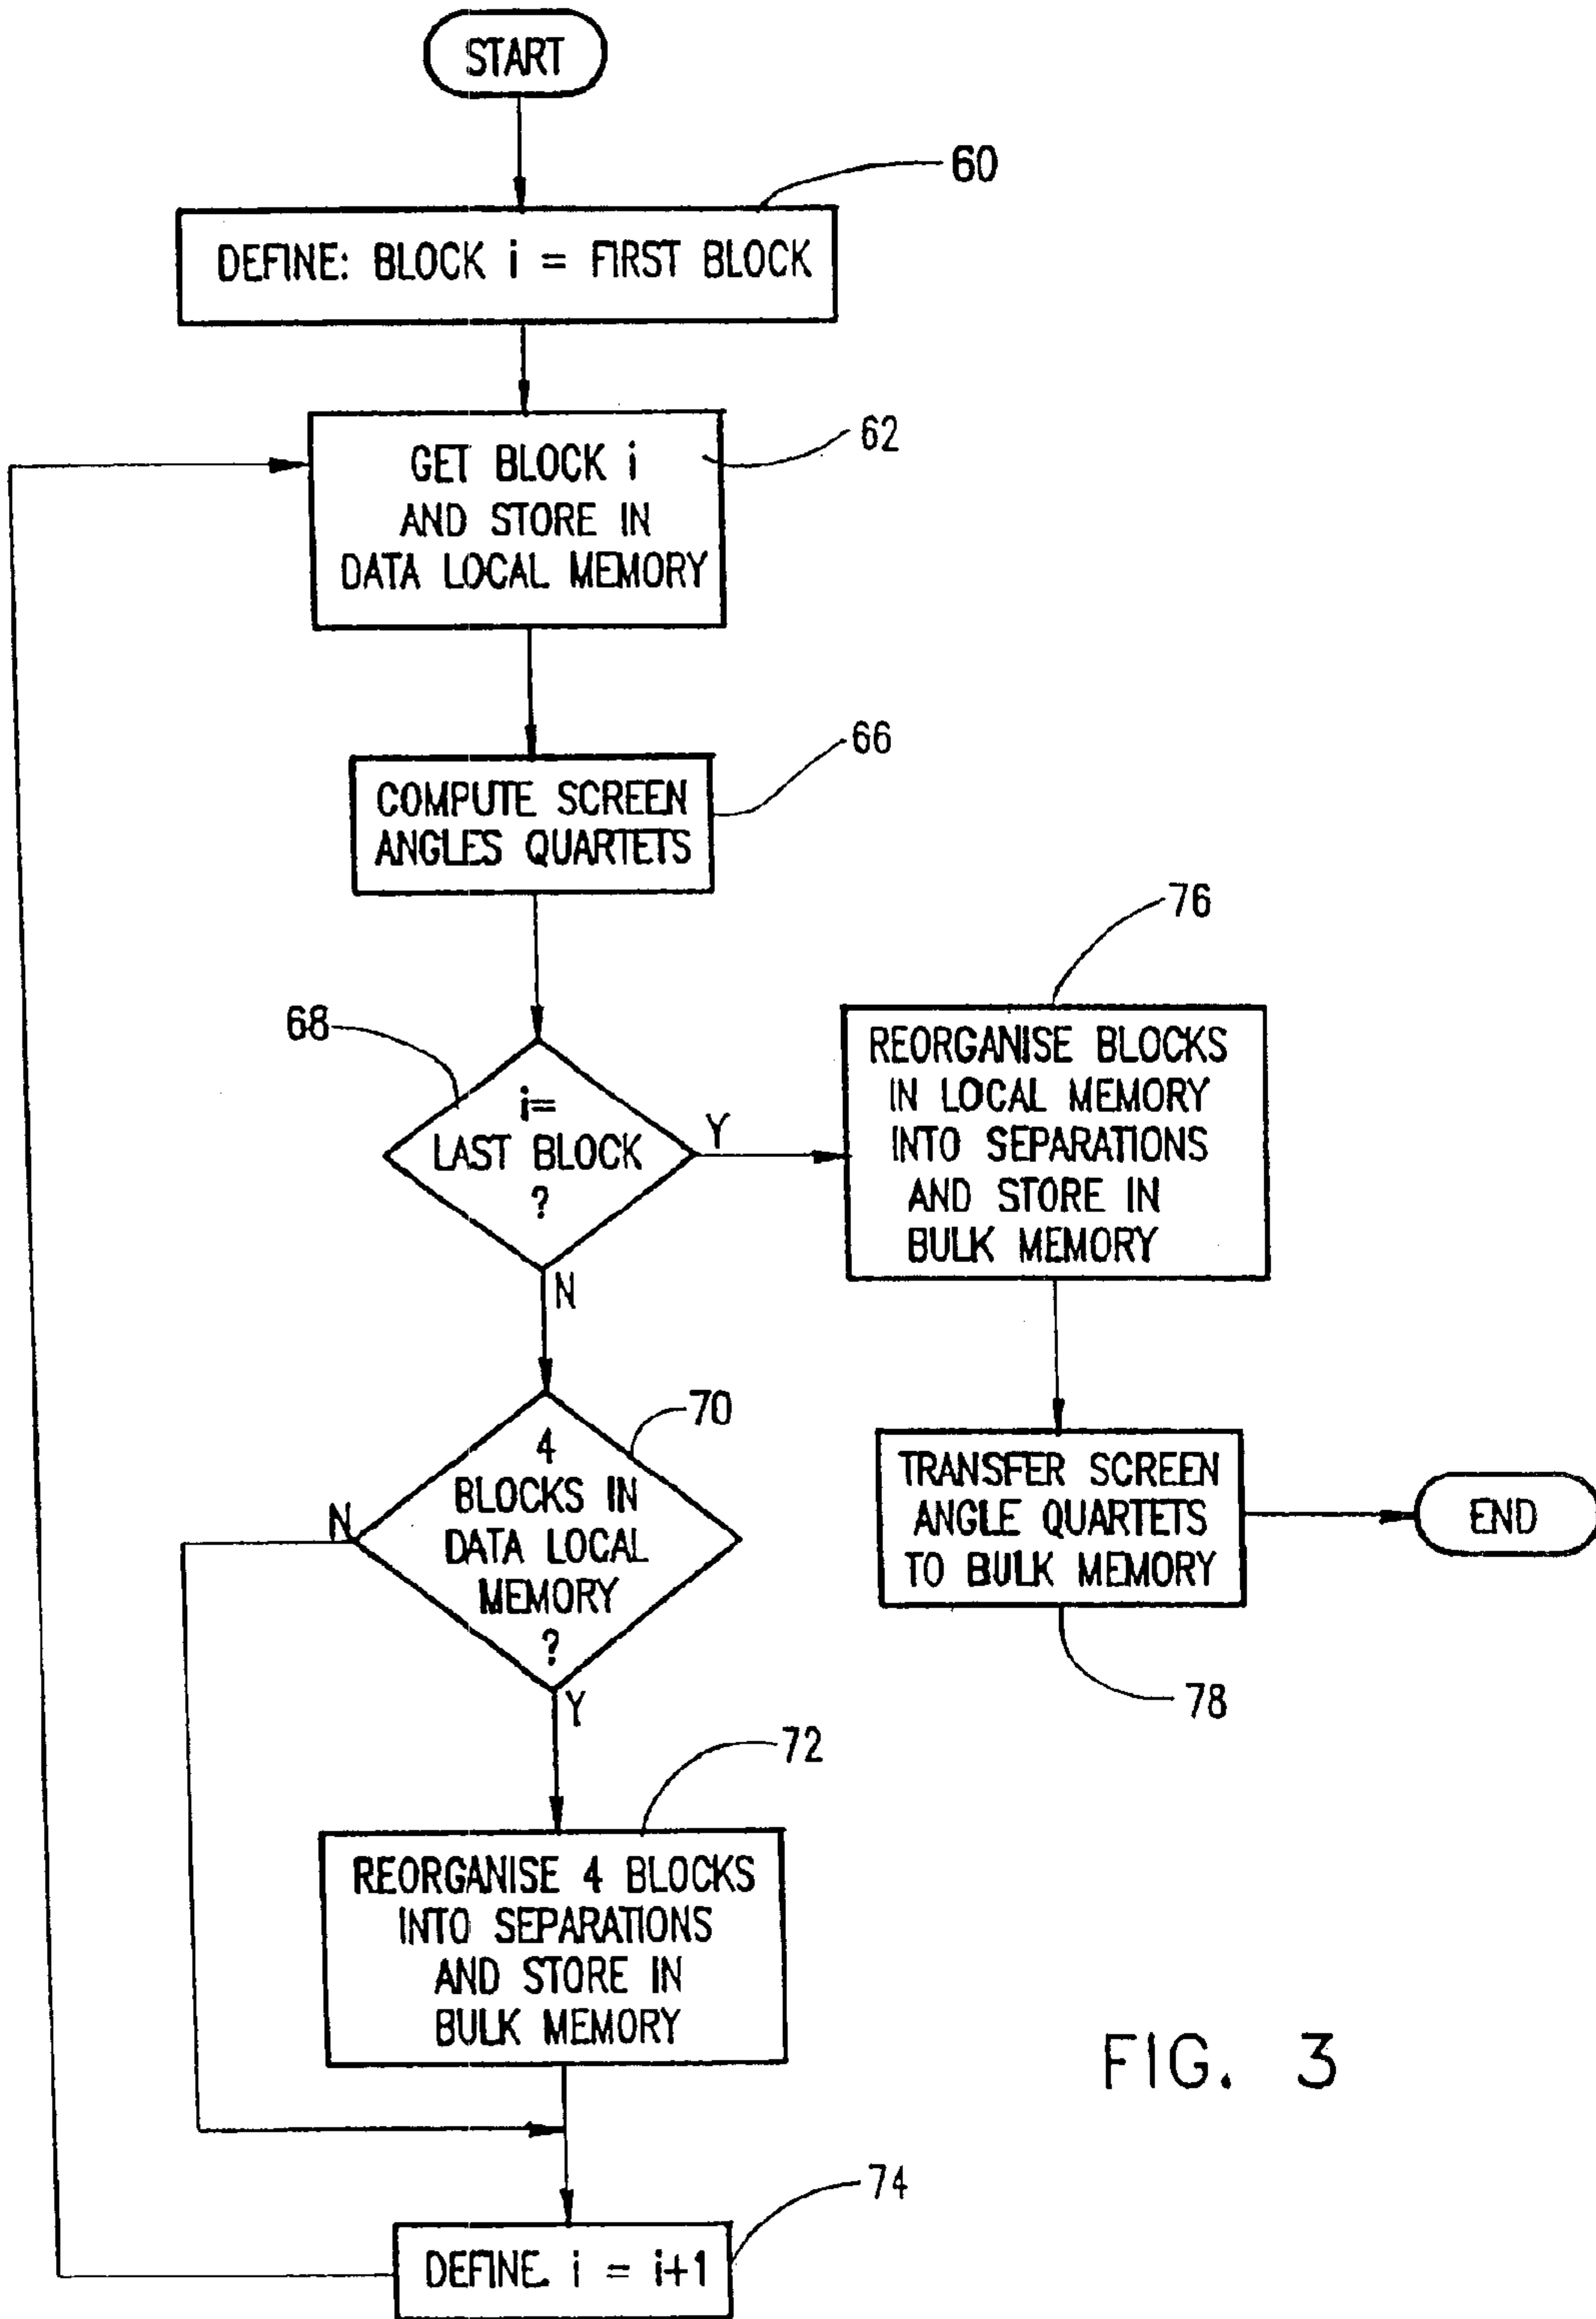 START
60
DEFINE: BLOCK i = FIRST BLOCK
62
GET BLOCK i
AND STORE IN
DATA LOCAL MEMORY
66
COMPUTE SCREEN
ANGLES QUARTETS
68
i=
LAST BLOCK
?
Y
N
76
REORGANISE BLOCKS
IN LOCAL MEMORY
INTO SEPARATIONS
AND STORE IN
BULK MEMORY
70
4
BLOCKS IN
DATA LOCAL
MEMORY
?
N
Y
TRANSFER SCREEN
ANGLE QUARTETS
TO BULK MEMORY
78
END
72
REORGANISE 4 BLOCKS
INTO SEPARATIONS
AND STORE IN
BULK MEMORY
74
DEFINE. i = i+1
FIG. 3